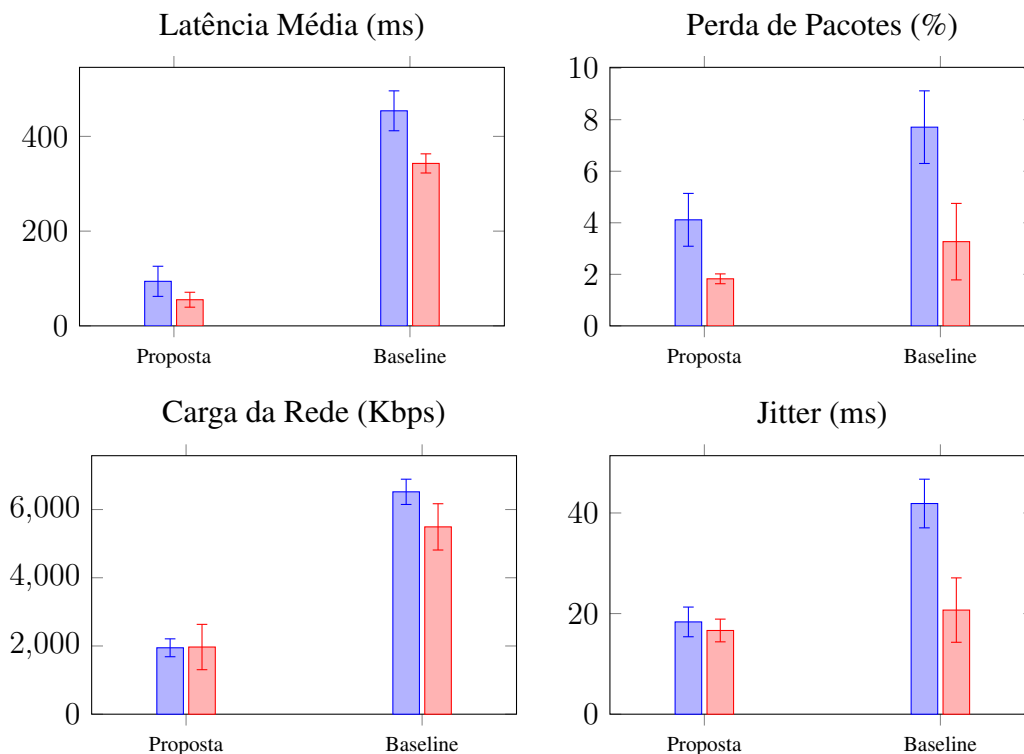 Latência Média (ms)
400
200
0
Proposta
Baseline
Perda de Pacotes (%)
10
8
6
4
2
0
Proposta
Baseline
Carga da Rede (Kbps)
6,000
4,000
2,000
0
Proposta
Baseline
Jitter (ms)
40
20
0
Proposta
Baseline